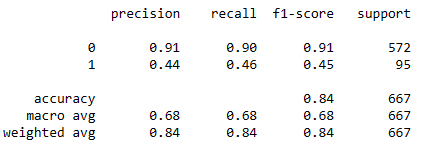 precision recall f1-score support
0 0.91 0.90 0.91 572
1 0.44 0.46 0.45 95
accuracy 0.84 667
macro avg 0.68 0.68 0.68 667
weighted avg 0.84 0.84 0.84 667